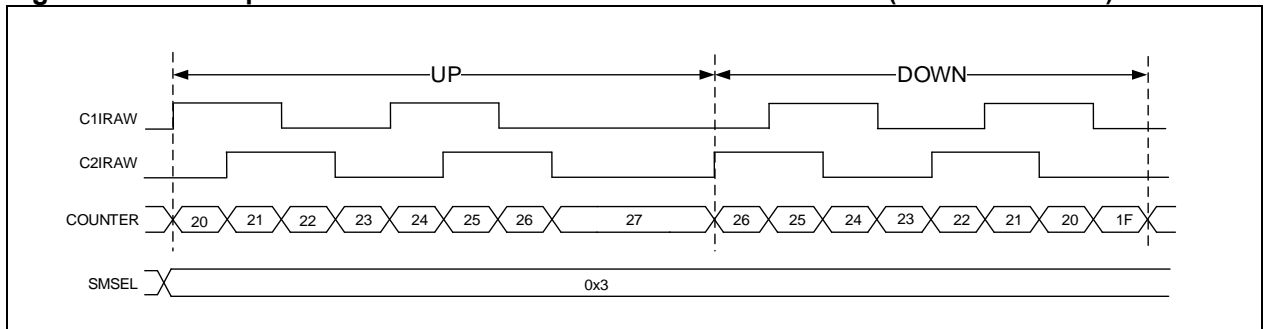 UP DOWN
C1IRAW
C2IRAW
COUNTER 20 21 22 23 24 25 26 27 26 25 24 23 22 21 20 1F
SMSEL 0x3